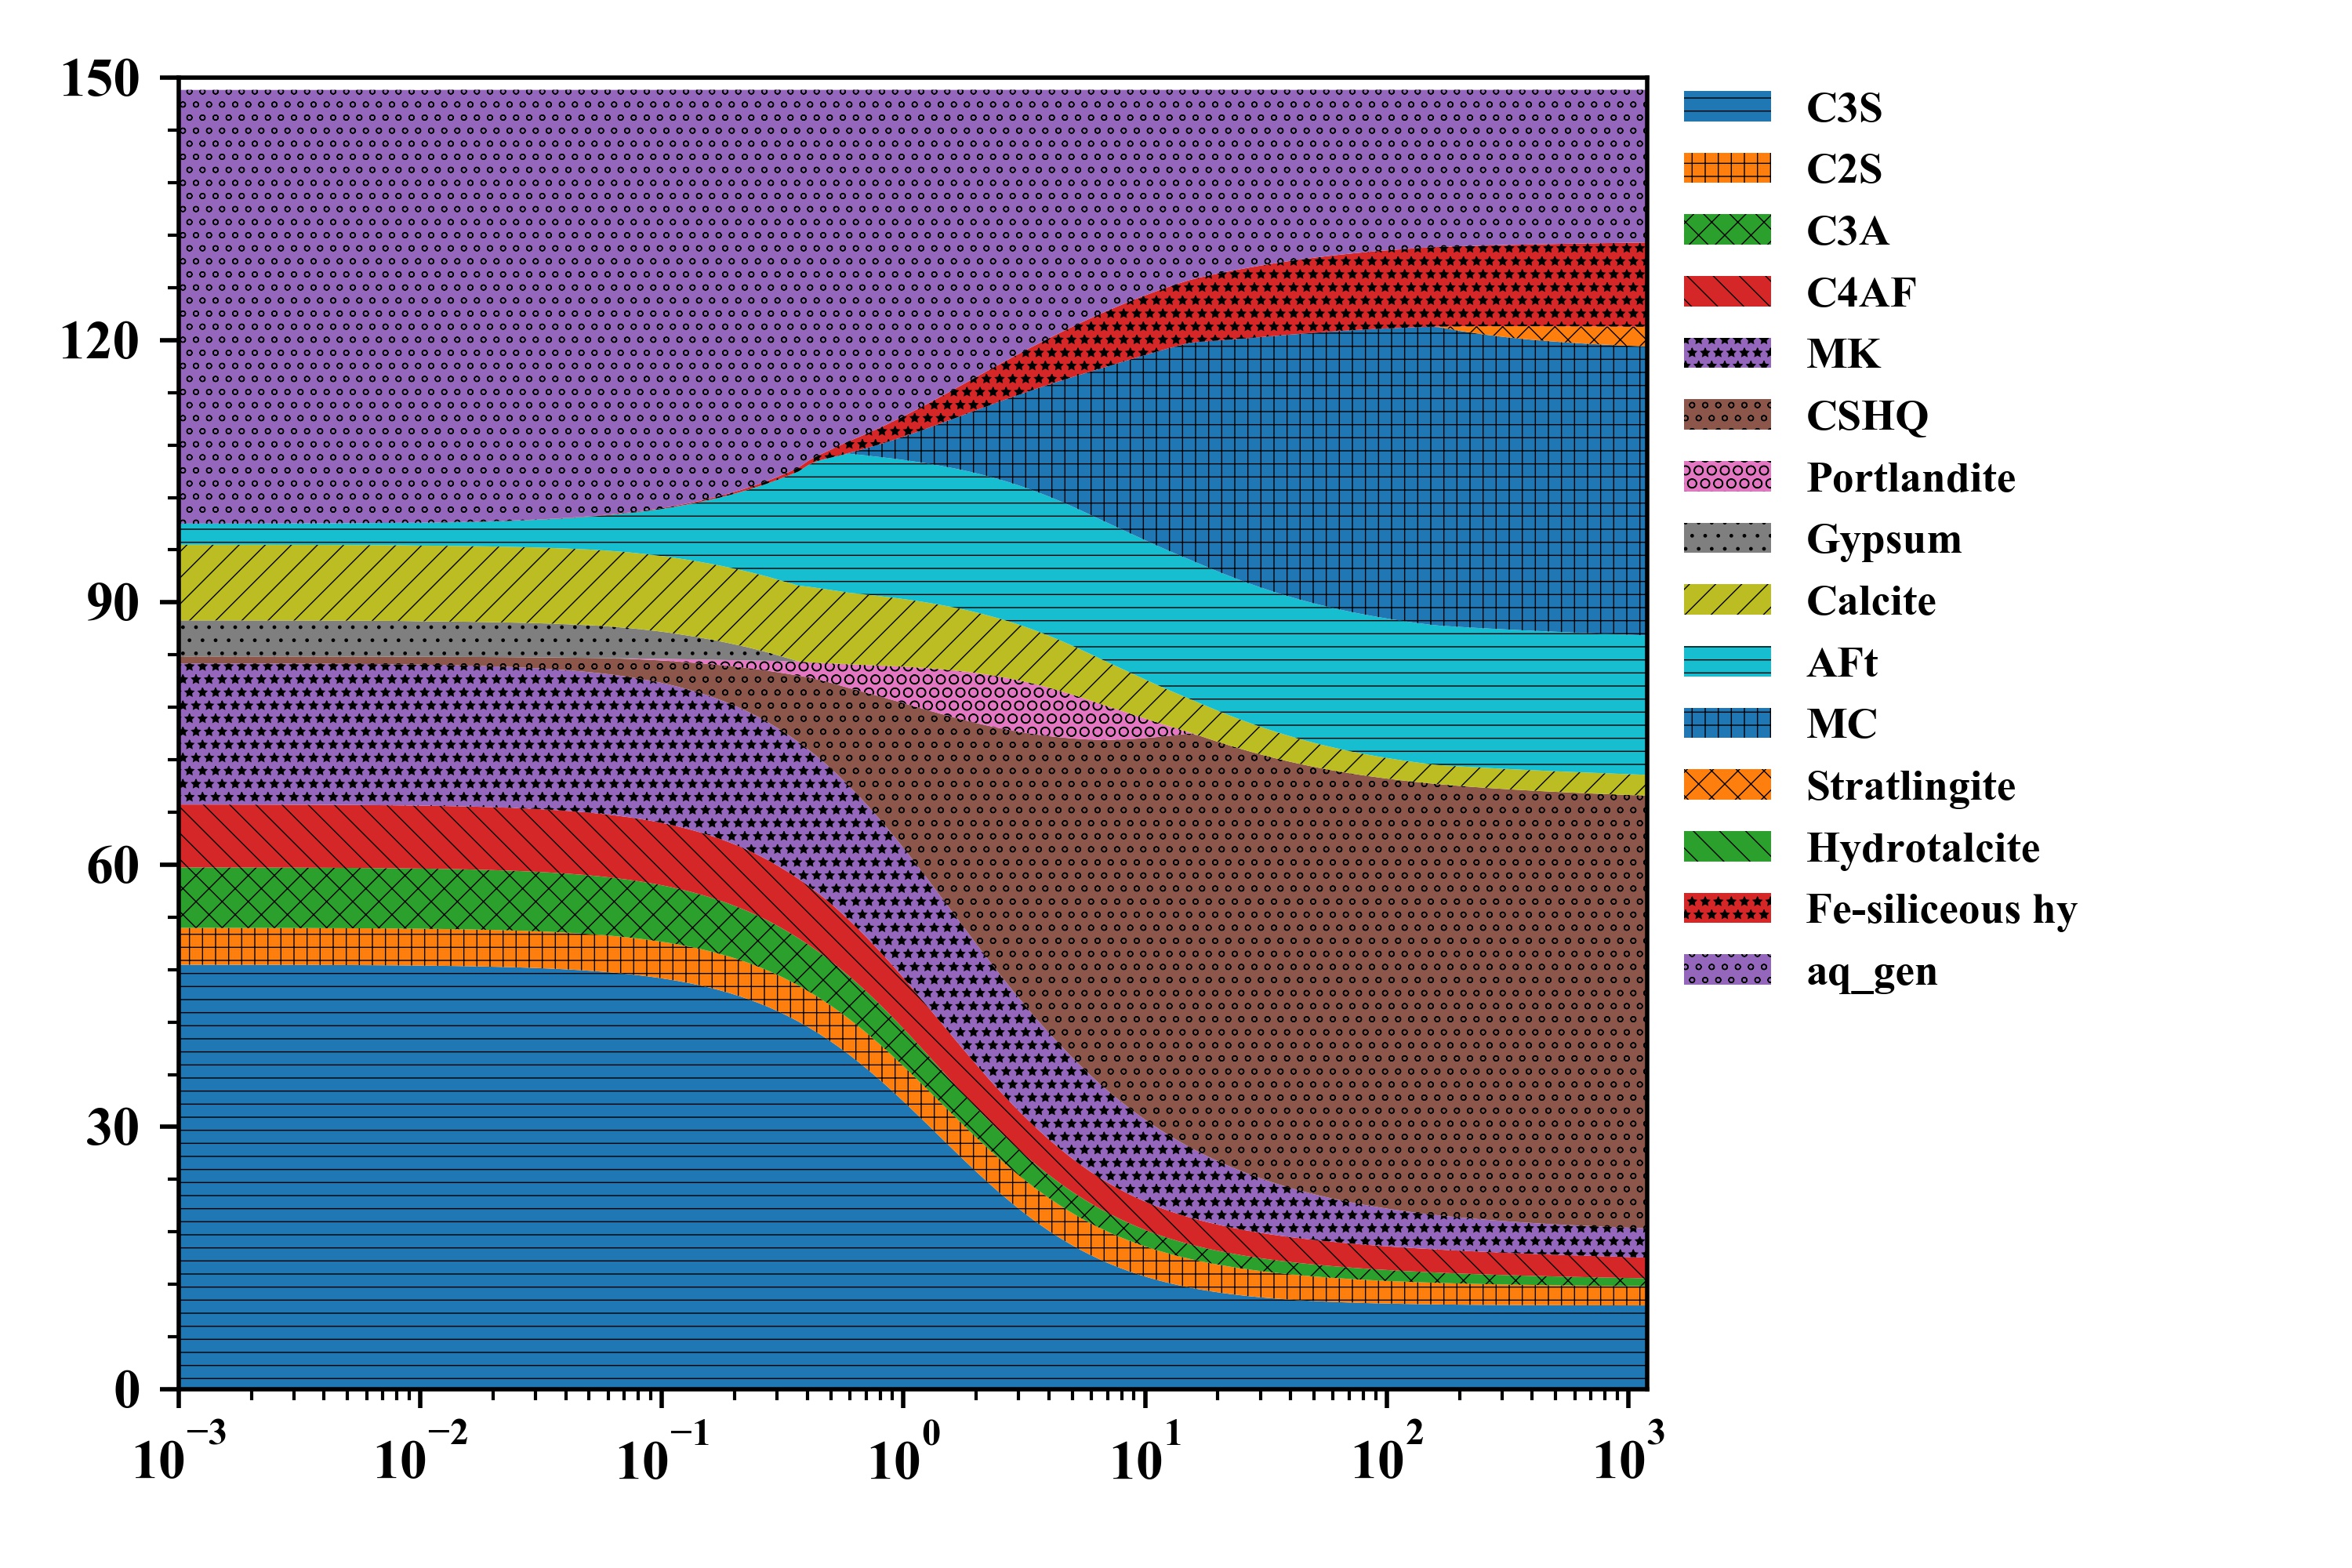 150
120
90
60
30
0
10⁻³ 10⁻² 10⁻¹ 10⁰ 10¹ 10² 10³
C3S
C2S
C3A
C4AF
MK
CSHQ
Portlandite
Gypsum
Calcite
AFt
MC
Stratlingite
Hydrotalcite
Fe-siliceous hy
aq_gen